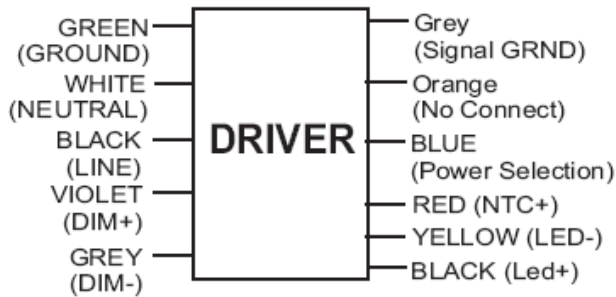 GREEN
(GROUND)
WHITE
(NEUTRAL)
BLACK
(LINE)
VIOLET
(DIM+)
GREY
(DIM-)
DRIVER
Grey
(Signal GRND)
Orange
(No Connect)
BLUE
(Power Selection)
RED (NTC+)
YELLOW (LED-)
BLACK (Led+)